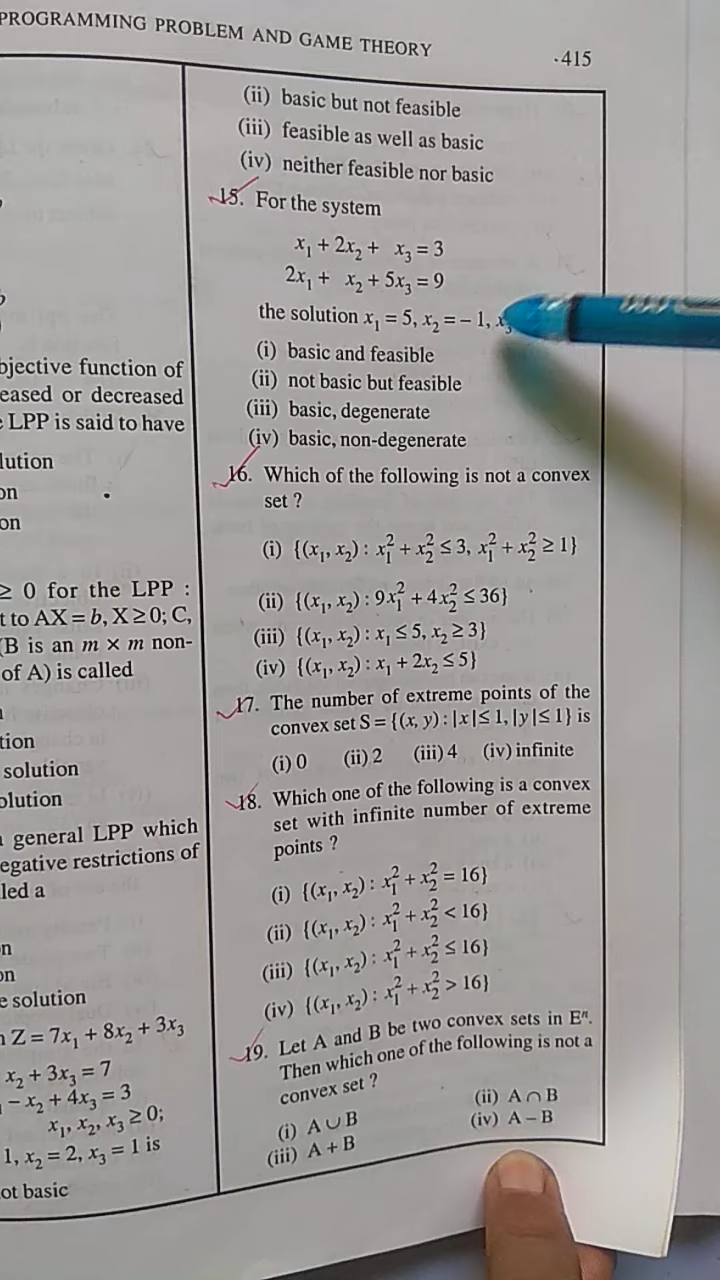 PROGRAMMING PROBLEM AND GAME THEORY
415
bjective function of
eased or decreased
LPP is said to have
lution
on
on
≥ 0 for the LPP :
t to AX = b, X ≥ 0; C,
(B is an m × m non-
of A) is called
tion
solution
olution
general LPP which
egative restrictions of
led a
n
on
e solution
Z = 7x₁ + 8x₂ + 3x₃
x₂ + 3x₃ = 7
– x₂ + 4x₃ = 3
x₁, x₂, x₃ ≥ 0;
1, x₂ = 2, x₃ = 1 is
ot basic
(ii) basic but not feasible
(iii) feasible as well as basic
(iv) neither feasible nor basic
15. For the system
x₁ + 2x₂ + x₃ = 3
2x₁ + x₂ + 5x₃ = 9
the solution x₁ = 5, x₂ = – 1, x₃
(i) basic and feasible
(ii) not basic but feasible
(iii) basic, degenerate
(iv) basic, non-degenerate
16. Which of the following is not a convex
set ?
(i) {(x₁, x₂) : x₁² + x₂² ≤ 3, x₁² + x₂² ≥ 1}
(ii) {(x₁, x₂) : 9x₁² + 4x₂² ≤ 36}
(iii) {(x₁, x₂) : x₁ ≤ 5, x₂ ≥ 3}
(iv) {(x₁, x₂) : x₁ + 2x₂ ≤ 5}
17. The number of extreme points of the
convex set S = {(x, y) : |x| ≤ 1, |y| ≤ 1} is
(i) 0 (ii) 2 (iii) 4 (iv) infinite
18. Which one of the following is a convex
set with infinite number of extreme
points ?
(i) {(x₁, x₂) : x₁² + x₂² = 16}
(ii) {(x₁, x₂) : x₁² + x₂² < 16}
(iii) {(x₁, x₂) : x₁² + x₂² ≤ 16}
(iv) {(x₁, x₂) : x₁² + x₂² > 16}
19. Let A and B be two convex sets in Eⁿ.
Then which one of the following is not a
convex set ?
(i) A ∪ B (ii) A ∩ B
(iii) A + B (iv) A – B